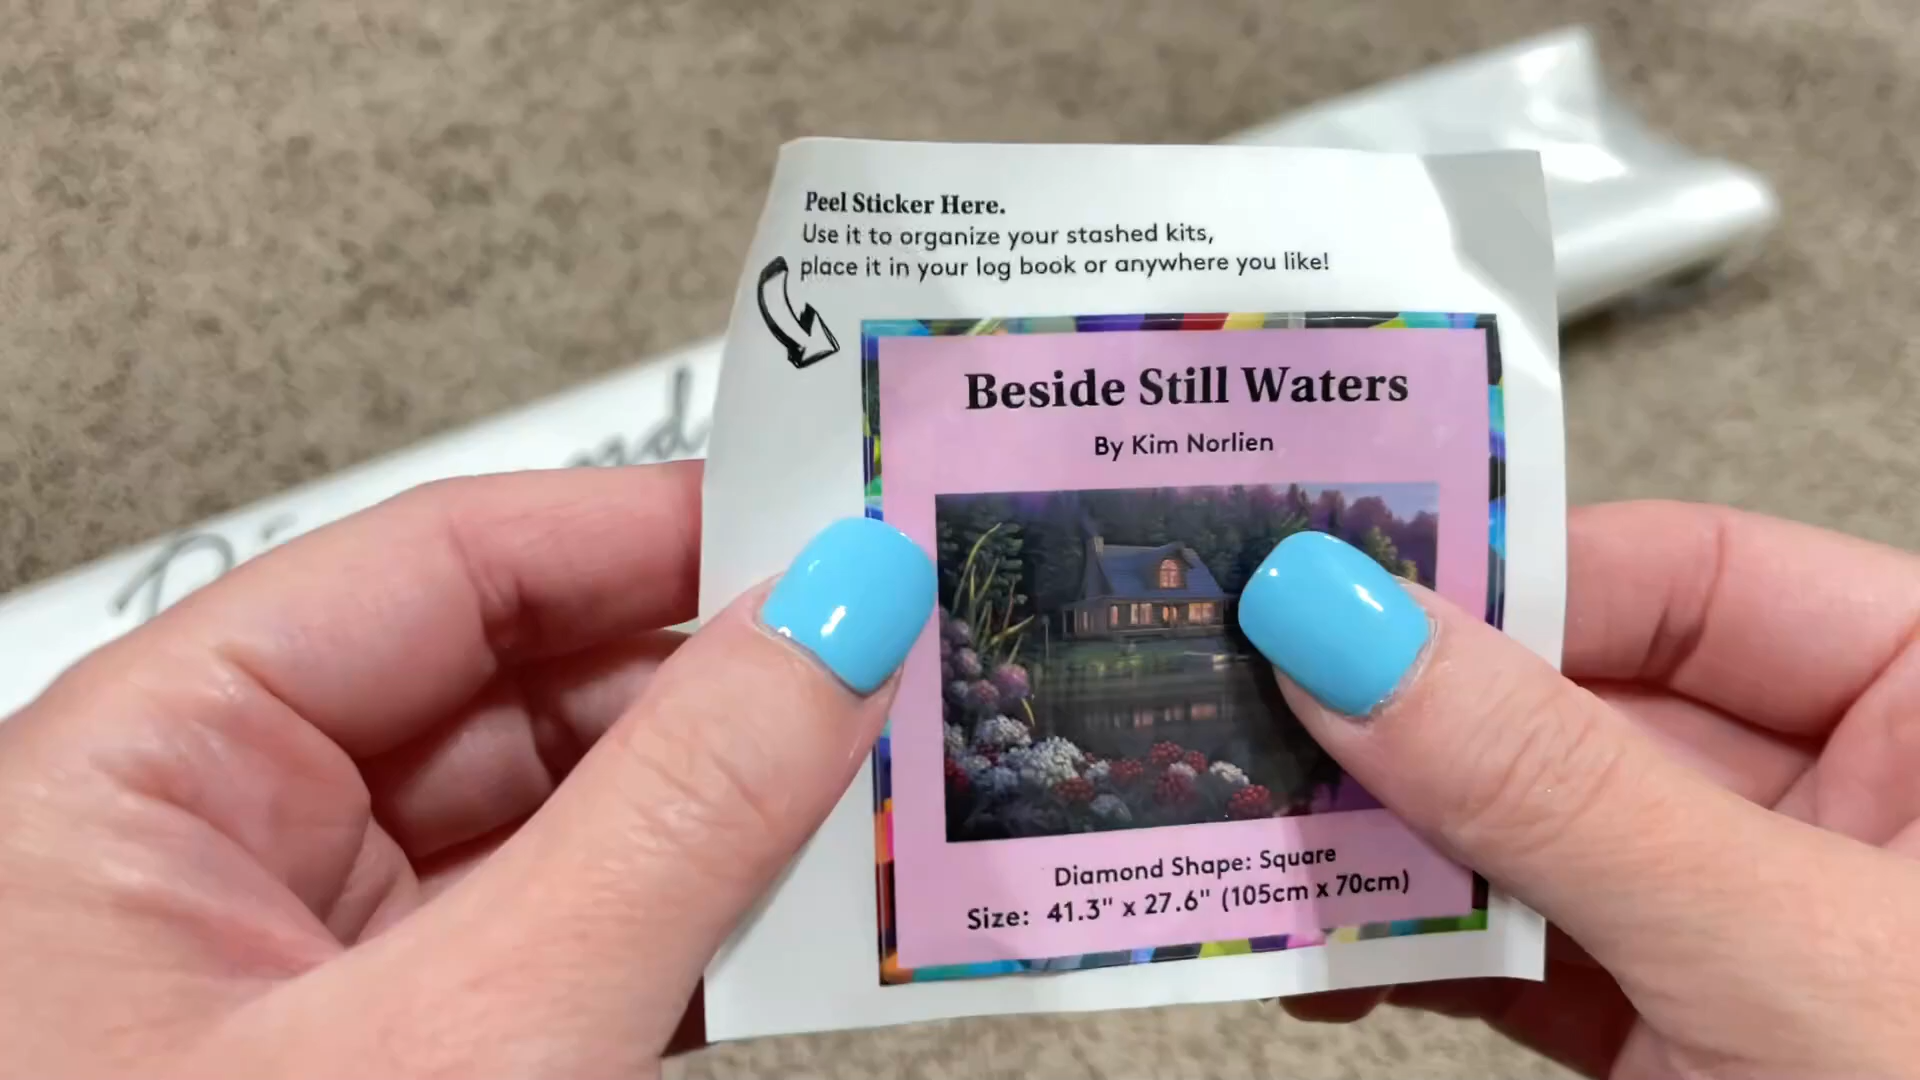 Peel Sticker Here.
Use it to organize your stashed kits,
place it in your log book or anywhere you like!
Beside Still Waters
By Kim Norlien
Diamond Shape: Square
Size: 41.3" x 27.6" (105cm x 70cm)